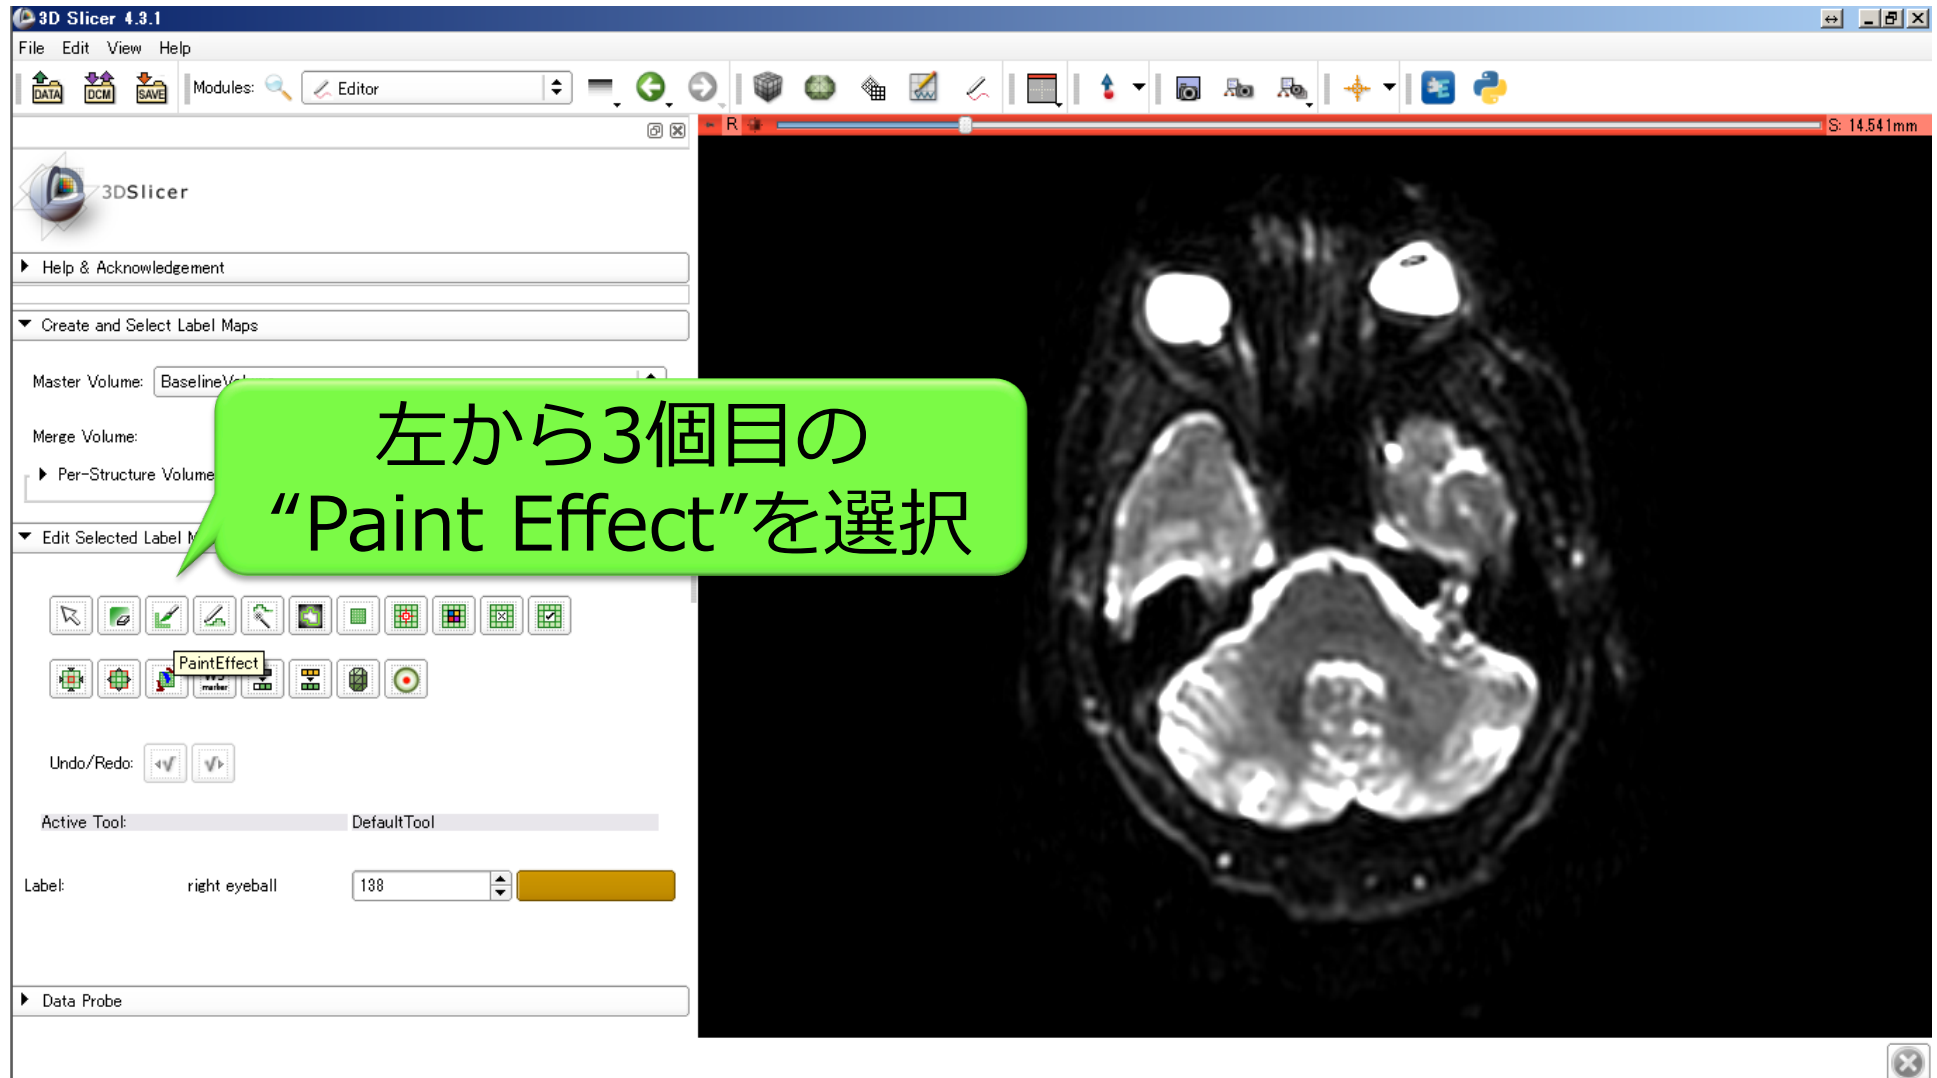 3D Slicer 4.3.1
File Edit View Help
DATA DCM SAVE Modules: Editor
R S: 14.541mm
3DSlicer
Help & Acknowledgement
Create and Select Label Maps
Master Volume:
左から3個目の
Merge Volume:
Per-Structure Volume
“Paint Effect”を選択
Edit Selected Label
PaintEffect
marker
Undo/Redo:
Active Tool: DefaultTool
Label: right eyeball 138
Data Probe